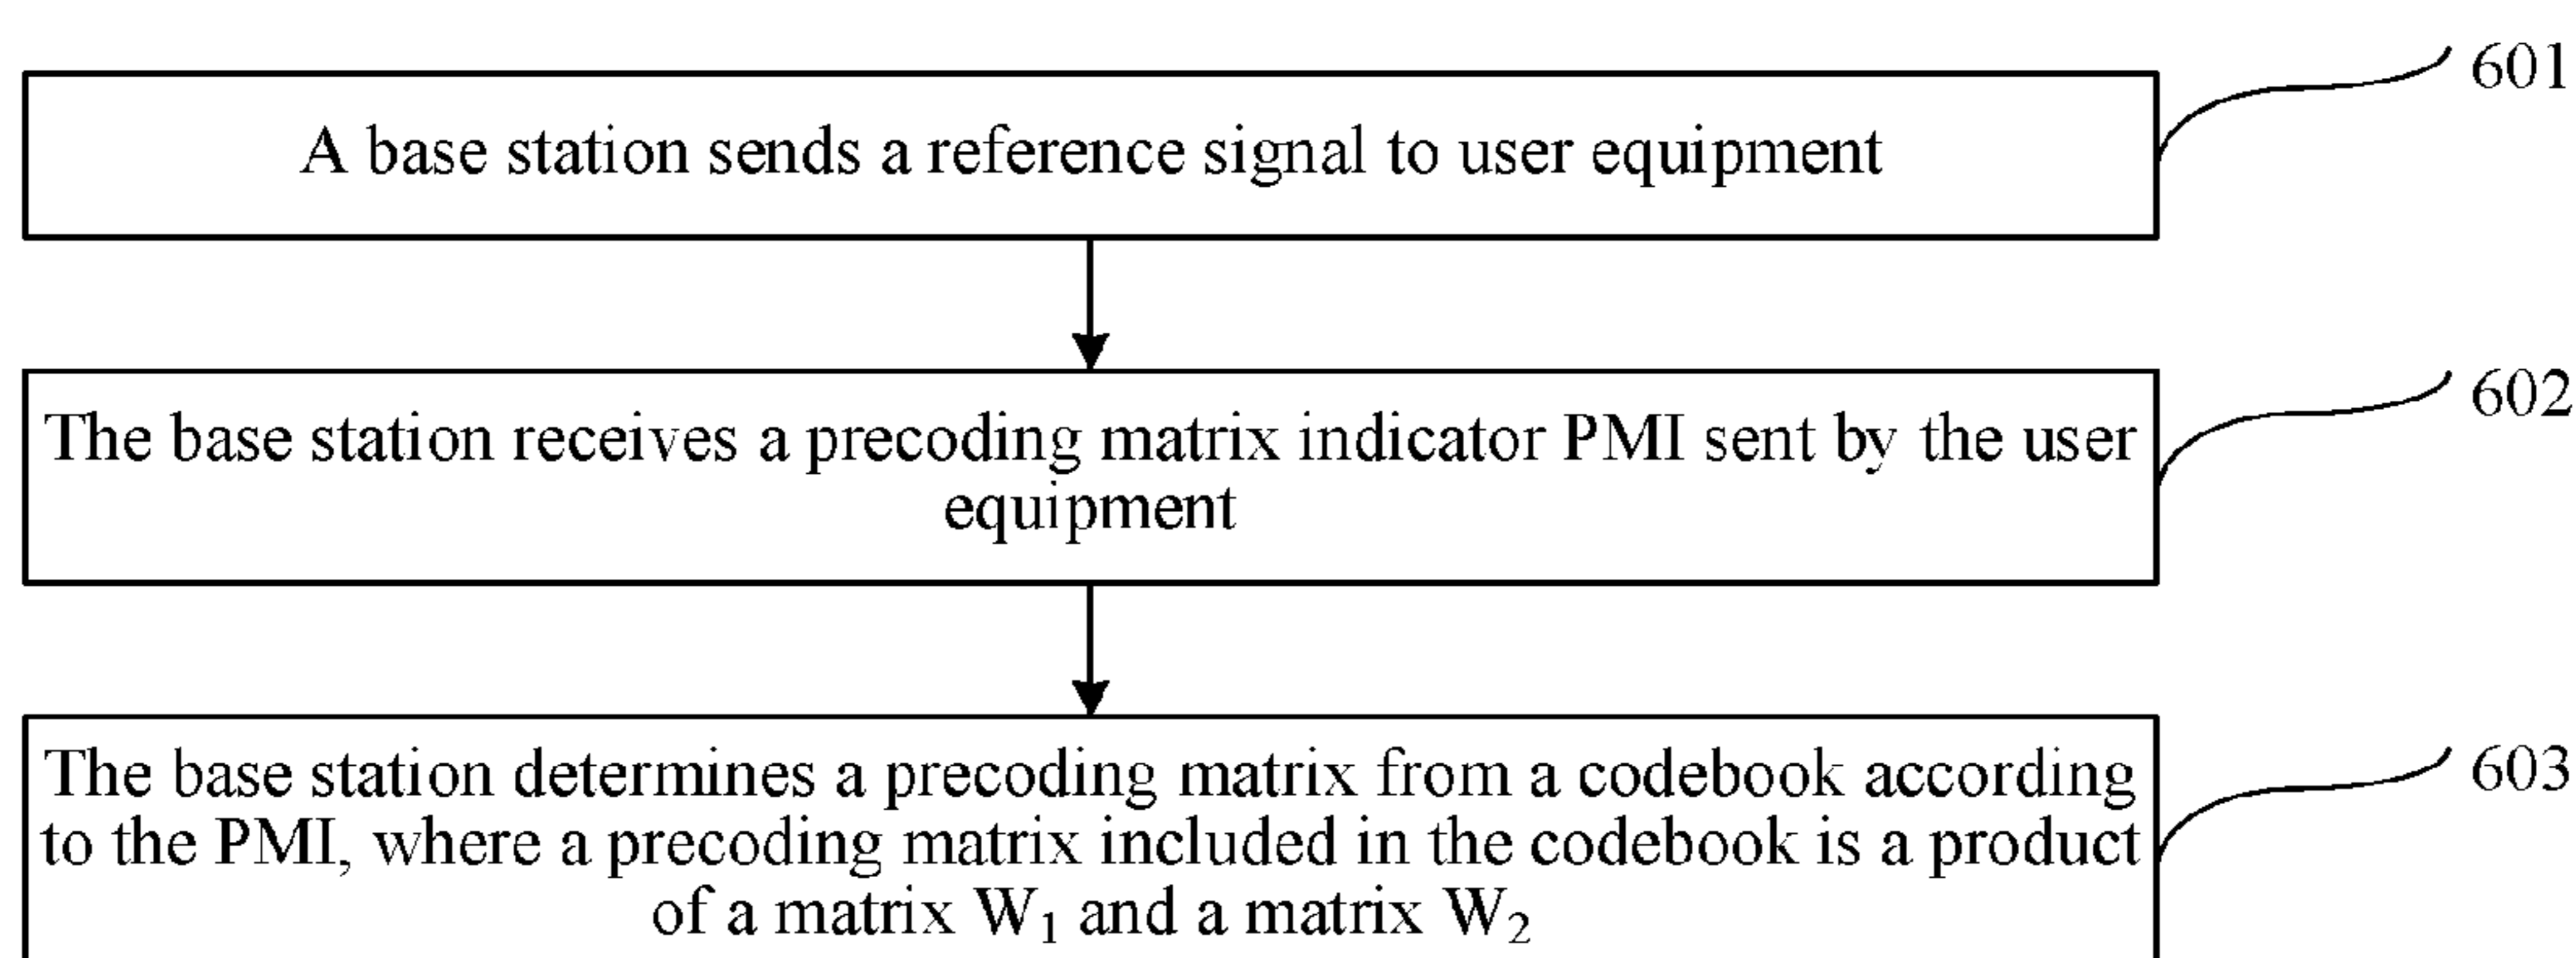 601
A base station sends a reference signal to user equipment
602
The base station receives a precoding matrix indicator PMI sent by the user
equipment
603
The base station determines a precoding matrix from a codebook according
to the PMI, where a precoding matrix included in the codebook is a product
of a matrix W₁ and a matrix W₂